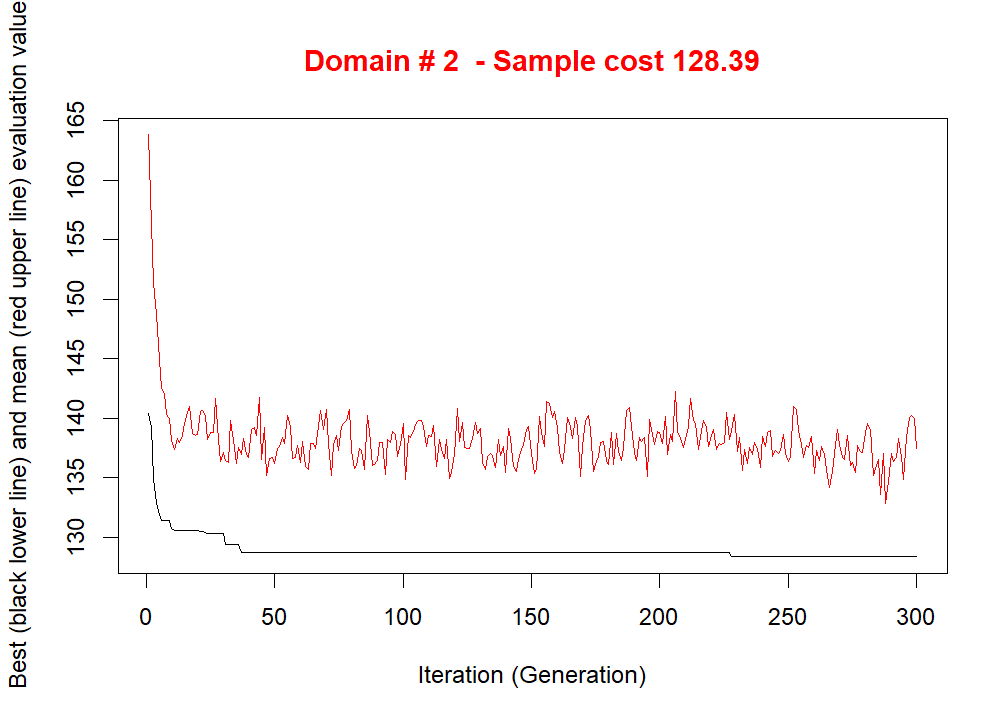 Domain # 2  - Sample cost 128.39
Best (black lower line) and mean (red upper line) evaluation value
165
160
155
150
145
140
135
130
0 50 100 150 200 250 300
Iteration (Generation)